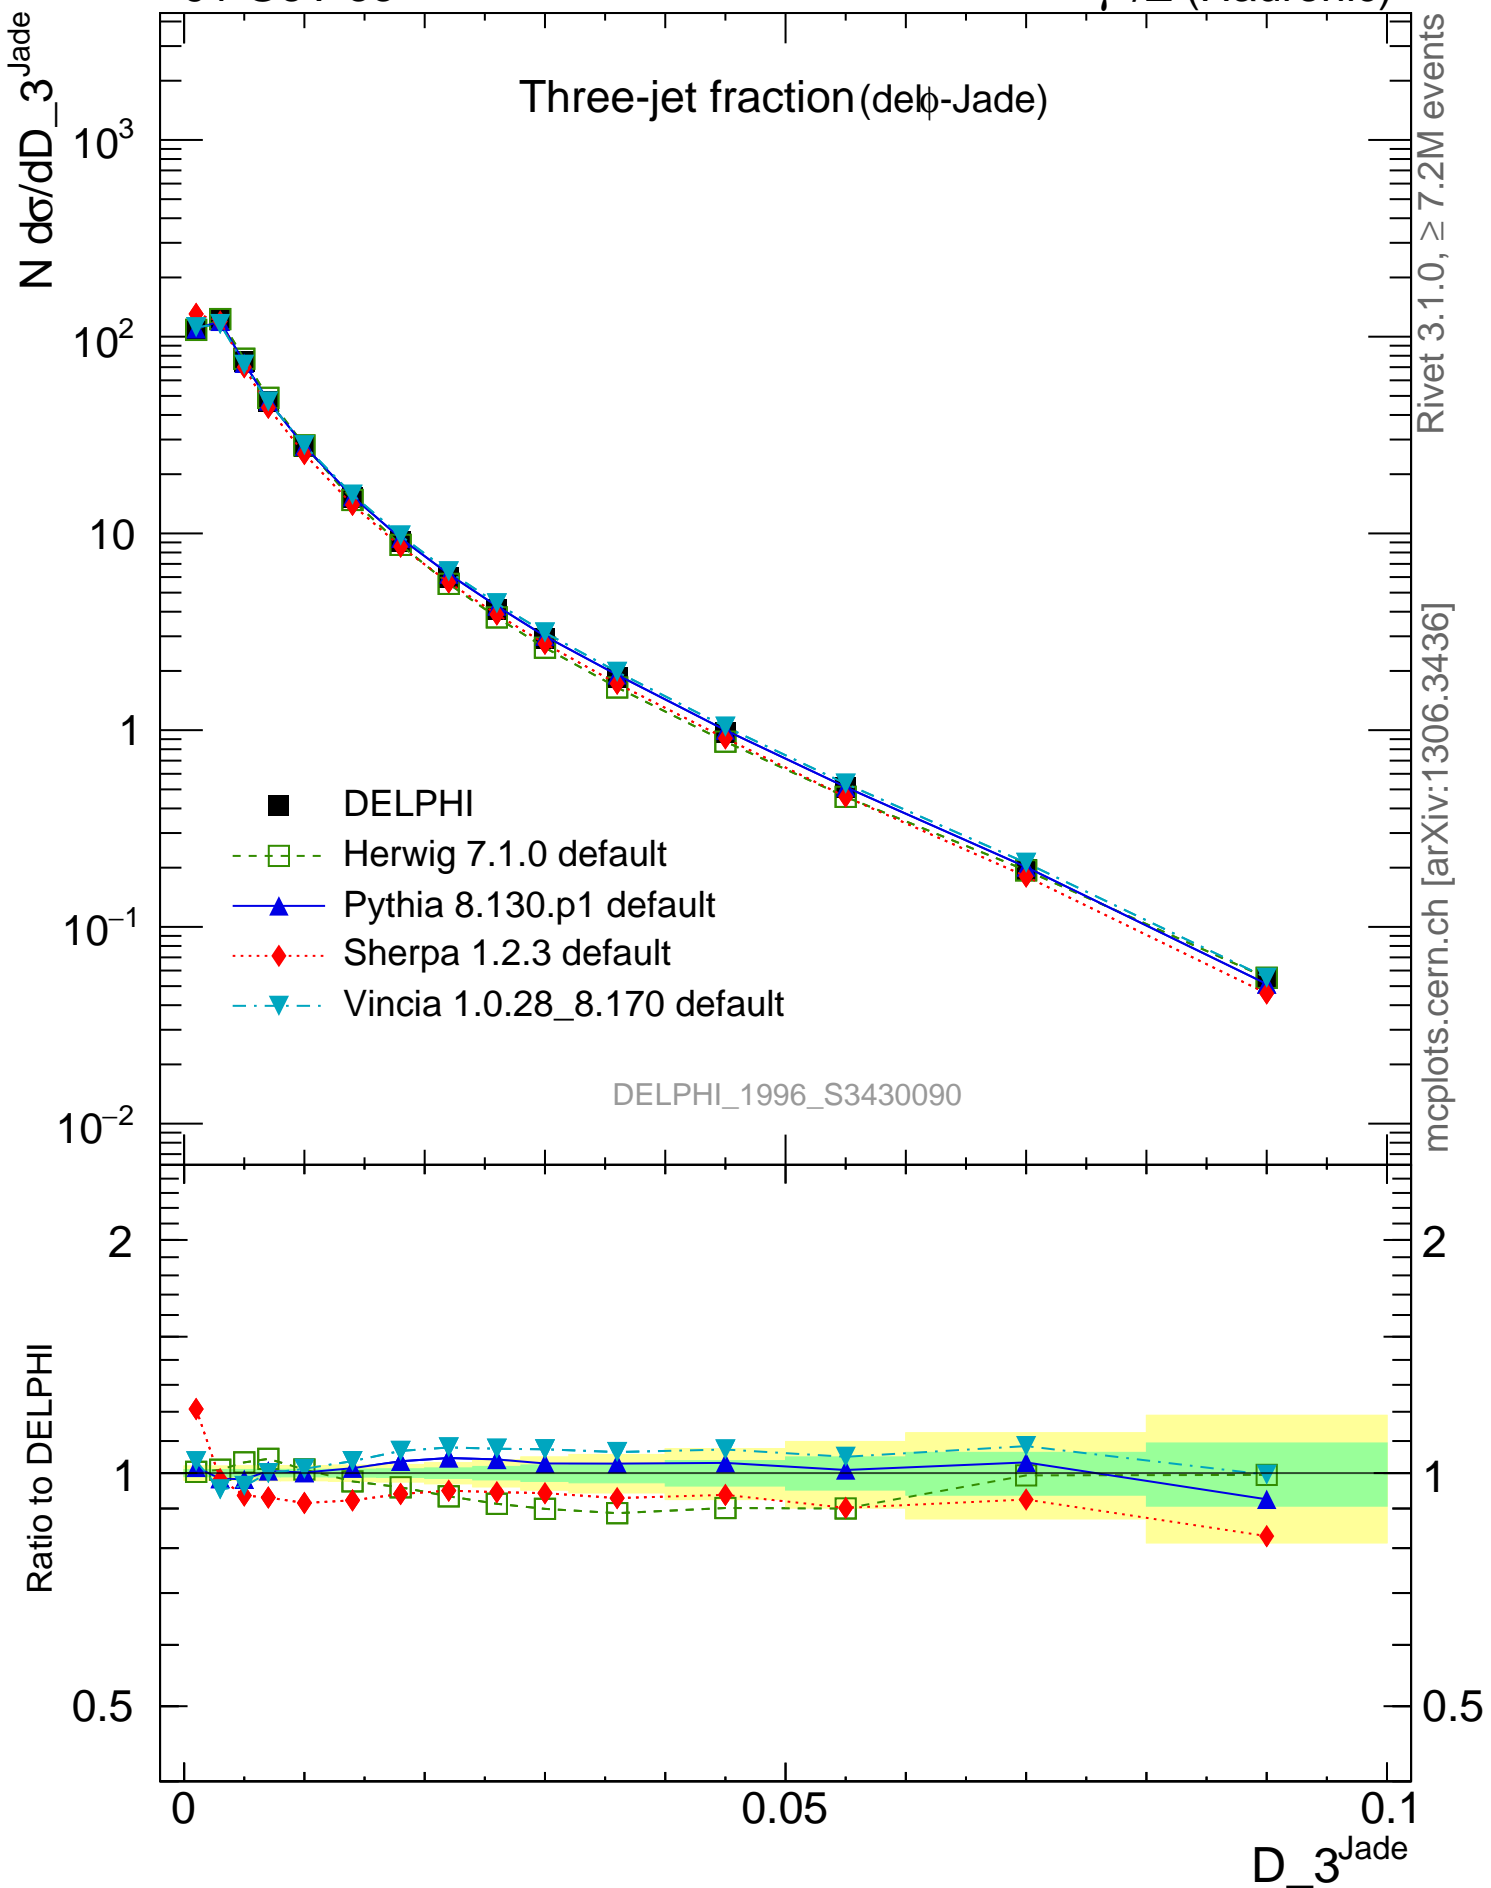 Three-jet fraction (delϕ-Jade)
N dσ/dD_3^Jade
10^3
10^2
10
1
10^−1
10^−2
DELPHI
Herwig 7.1.0 default
Pythia 8.130.p1 default
Sherpa 1.2.3 default
Vincia 1.0.28_8.170 default
DELPHI_1996_S3430090
Rivet 3.1.0, ≥ 7.2M events
mcplots.cern.ch [arXiv:1306.3436]
Ratio to DELPHI
2
1
0.5
2
1
0.5
0
0.05
0.1
D_3^Jade